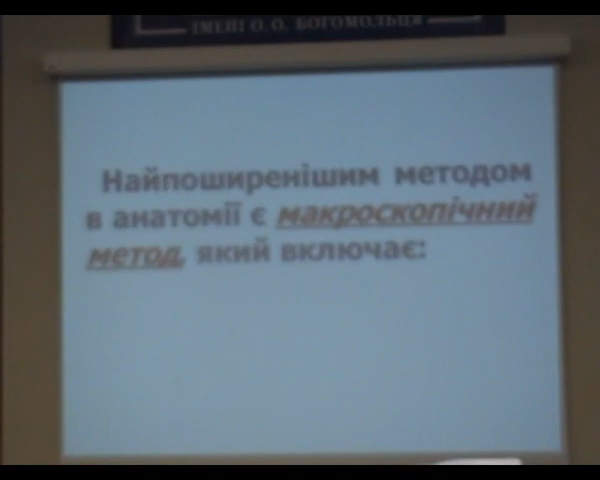 ІМЕНІ О. О. БОГОМОЛЬЦЯ
Найпоширенішим методом
в анатомії є макроскопічний
метод, який включає: